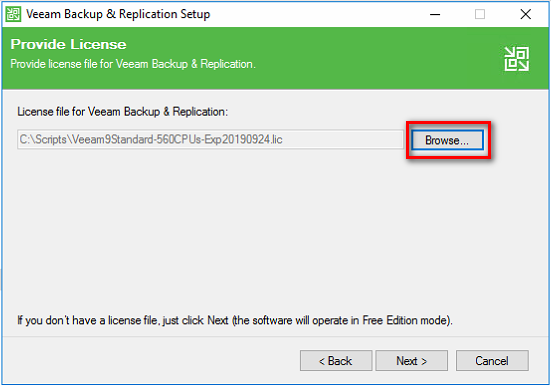 Veeam Backup & Replication Setup
Provide License
Provide license file for Veeam Backup & Replication.
License file for Veeam Backup & Replication:
C:\Scripts\Veeam9Standard-560CPUs-Exp20190924.lic
Browse...
If you don't have a license file, just click Next (the software will operate in Free Edition mode).
< Back Next > Cancel